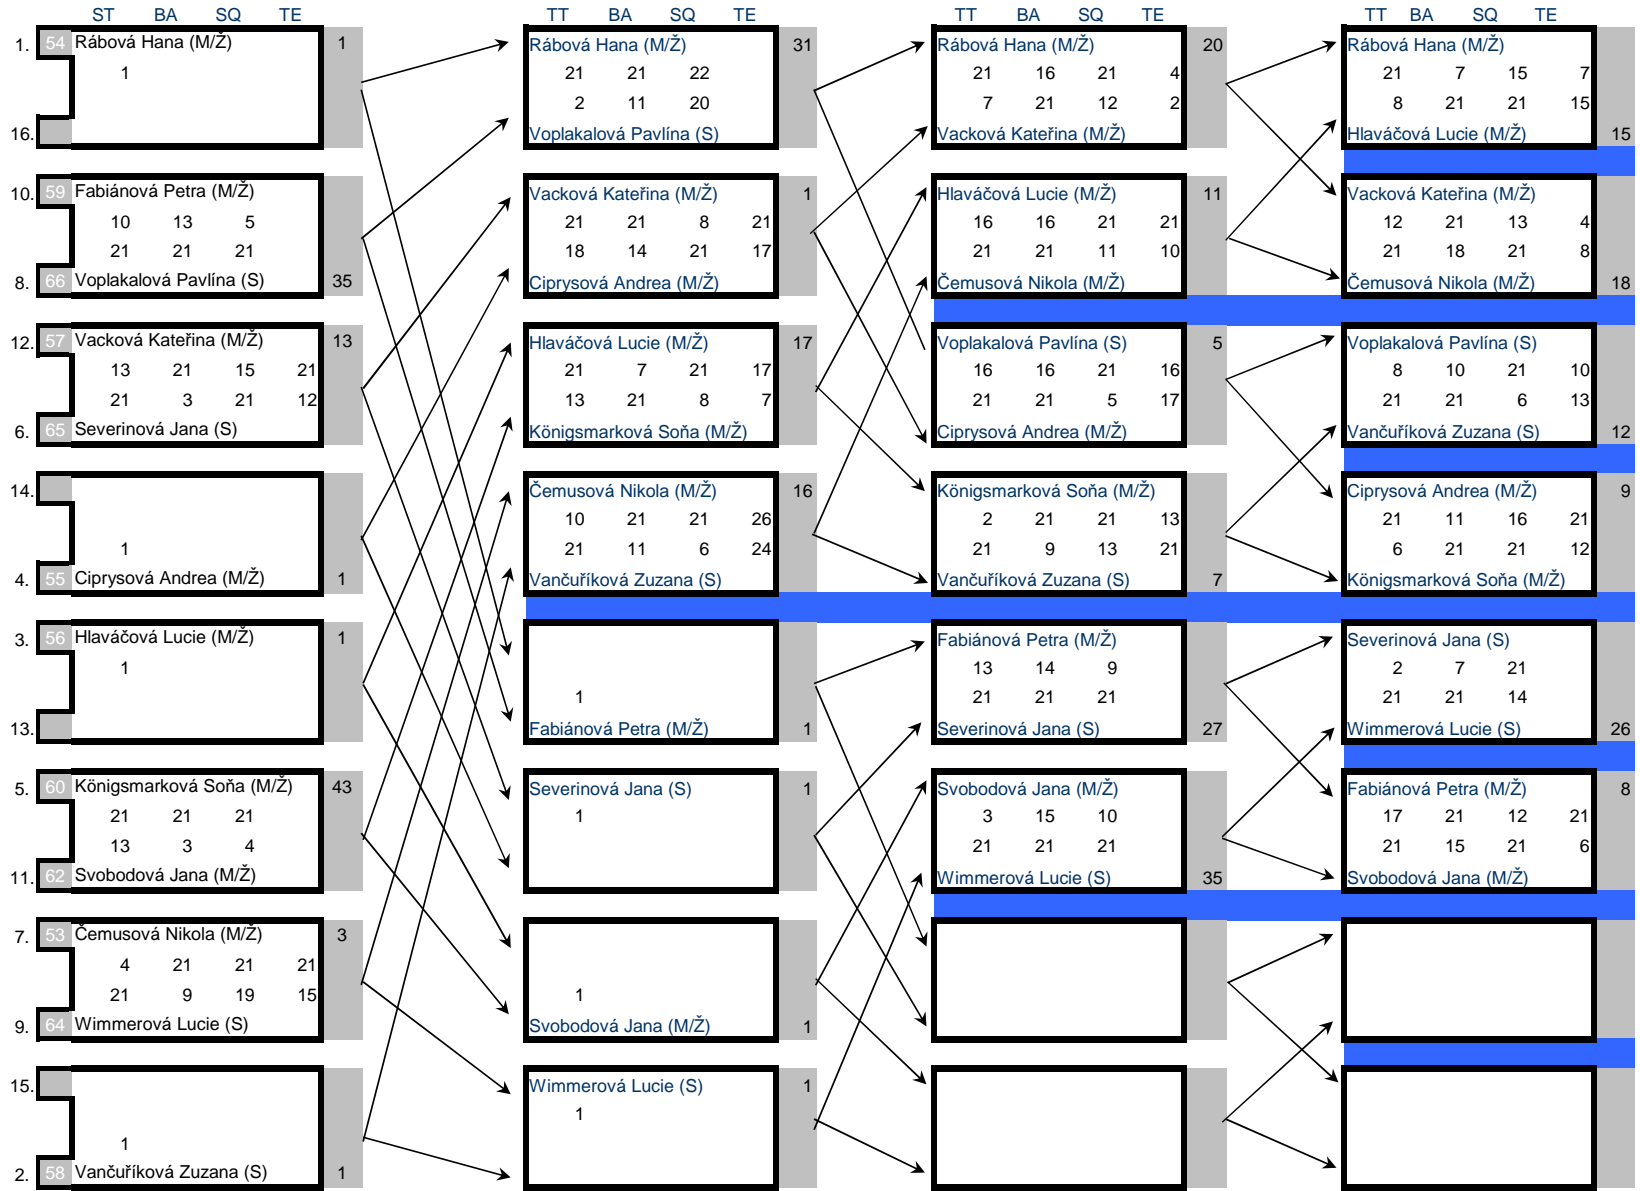 ST BA SQ TE
1. 54 Rábová Hana (M/Ž) 1
1
16.
10. 59 Fabiánová Petra (M/Ž)
10 13 5
21 21 21
8. 66 Voplakalová Pavlína (S) 35
12. 57 Vacková Kateřina (M/Ž) 13
13 21 15 21
21 3 21 12
6. 65 Severinová Jana (S)
14.
1
4. 55 Ciprysová Andrea (M/Ž) 1
3. 56 Hlaváčová Lucie (M/Ž) 1
1
13.
5. 60 Königsmarková Soňa (M/Ž) 43
21 21 21
13 3 4
11. 62 Svobodová Jana (M/Ž)
7. 53 Čemusová Nikola (M/Ž) 3
4 21 21 21
21 9 19 15
9. 64 Wimmerová Lucie (S)
15.
1
2. 58 Vančuříková Zuzana (S) 1
TT BA SQ TE
Rábová Hana (M/Ž) 31
21 21 22
2 11 20
Voplakalová Pavlína (S)
Vacková Kateřina (M/Ž) 1
21 21 8 21
18 14 21 17
Ciprysová Andrea (M/Ž)
Hlaváčová Lucie (M/Ž) 17
21 7 21 17
13 21 8 7
Königsmarková Soňa (M/Ž)
Čemusová Nikola (M/Ž) 16
10 21 21 26
21 11 6 24
Vančuříková Zuzana (S)
1
Fabiánová Petra (M/Ž) 1
Severinová Jana (S) 1
1
1
Svobodová Jana (M/Ž) 1
Wimmerová Lucie (S) 1
1
TT BA SQ TE
Rábová Hana (M/Ž) 20
21 16 21 4
7 21 12 2
Vacková Kateřina (M/Ž)
Hlaváčová Lucie (M/Ž) 11
16 16 21 21
21 21 11 10
Čemusová Nikola (M/Ž)
Voplakalová Pavlína (S) 5
16 16 21 16
21 21 5 17
Ciprysová Andrea (M/Ž)
Königsmarková Soňa (M/Ž)
2 21 21 13
21 9 13 21
Vančuříková Zuzana (S) 7
Fabiánová Petra (M/Ž)
13 14 9
21 21 21
Severinová Jana (S) 27
Svobodová Jana (M/Ž)
3 15 10
21 21 21
Wimmerová Lucie (S) 35
TT BA SQ TE
Rábová Hana (M/Ž)
21 7 15 7
8 21 21 15
Hlaváčová Lucie (M/Ž) 15
Vacková Kateřina (M/Ž)
12 21 13 4
21 18 21 8
Čemusová Nikola (M/Ž) 18
Voplakalová Pavlína (S)
8 10 21 10
21 21 6 13
Vančuříková Zuzana (S) 12
Ciprysová Andrea (M/Ž) 9
21 11 16 21
6 21 21 12
Königsmarková Soňa (M/Ž)
Severinová Jana (S)
2 7 21
21 21 14
Wimmerová Lucie (S) 26
Fabiánová Petra (M/Ž) 8
17 21 12 21
21 15 21 6
Svobodová Jana (M/Ž)